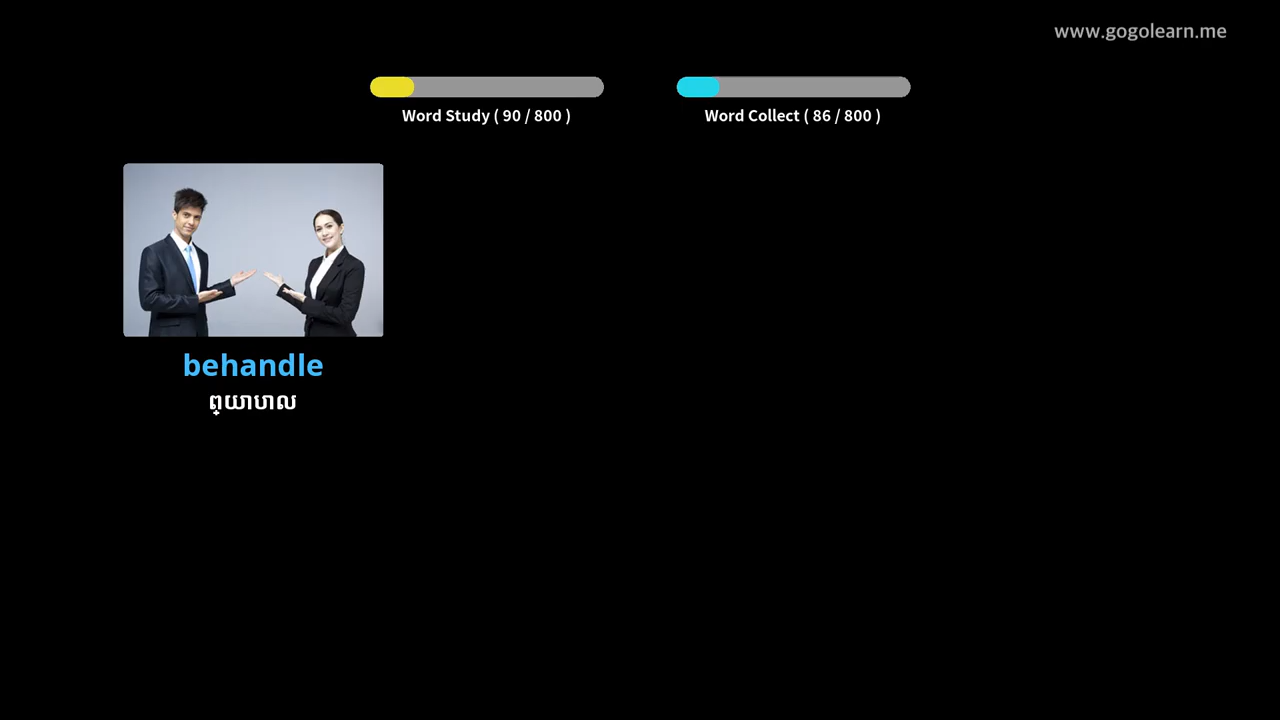 www.gogolearn.me
Word Study ( 90 / 800 )
Word Collect ( 86 / 800 )
behandle
ព្យាបាល